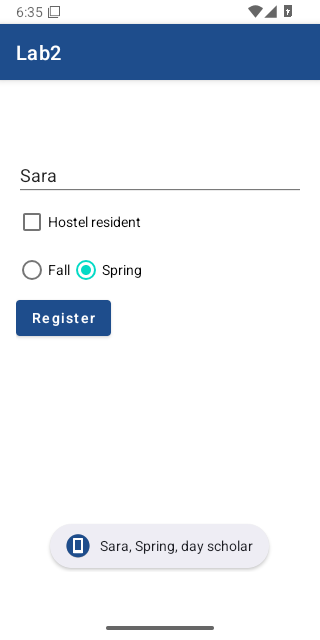 6:35
Lab2
Sara
Hostel resident
Fall Spring
Register
Sara, Spring, day scholar